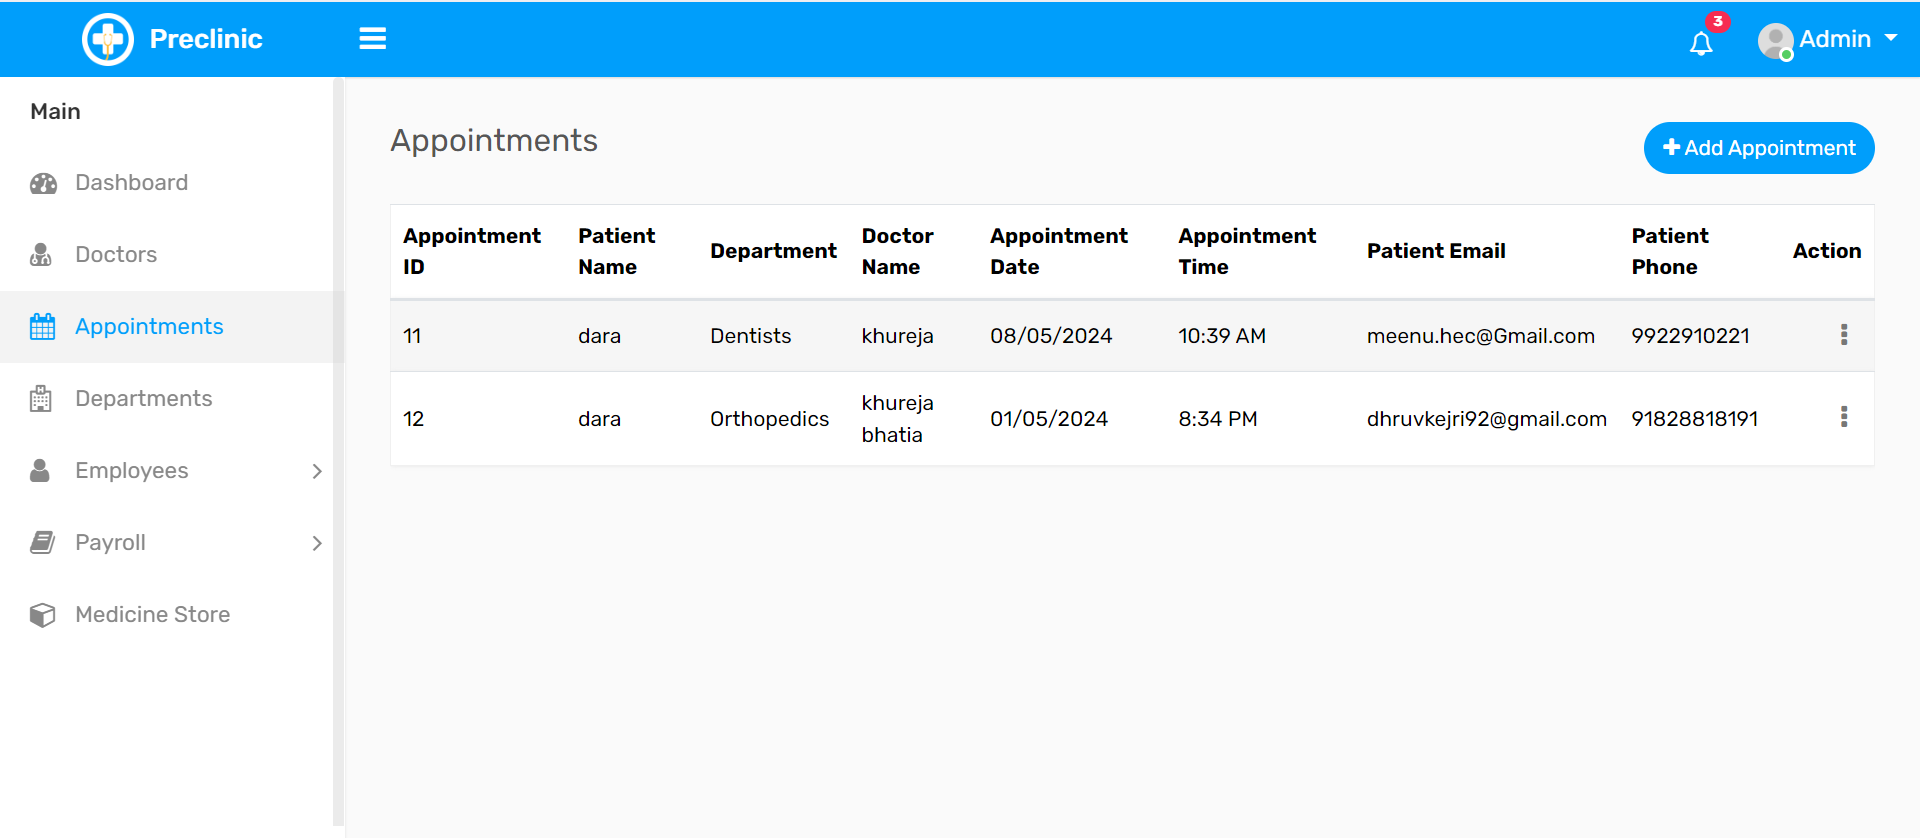 Preclinic
3
Admin
Main
Dashboard
Doctors
Appointments
Departments
Employees
Payroll
Medicine Store
Appointments
Add Appointment
Appointment ID Patient Name Department Doctor Name Appointment Date Appointment Time Patient Email Patient Phone Action
11 dara Dentists khureja 08/05/2024 10:39 AM meenu.hec@Gmail.com 9922910221
12 dara Orthopedics khureja bhatia 01/05/2024 8:34 PM dhruvkejri92@gmail.com 91828818191